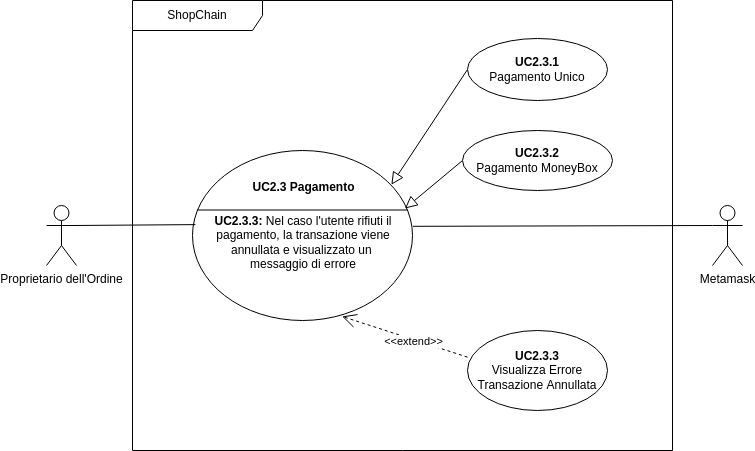 ShopChain
UC2.3.1
Pagamento Unico
UC2.3.2
Pagamento MoneyBox
UC2.3 Pagamento
UC2.3.3: Nel caso l'utente rifiuti il
pagamento, la transazione viene
annullata e visualizzato un
messaggio di errore
Proprietario dell'Ordine
Metamask
<<extend>>
UC2.3.3
Visualizza Errore
Transazione Annullata